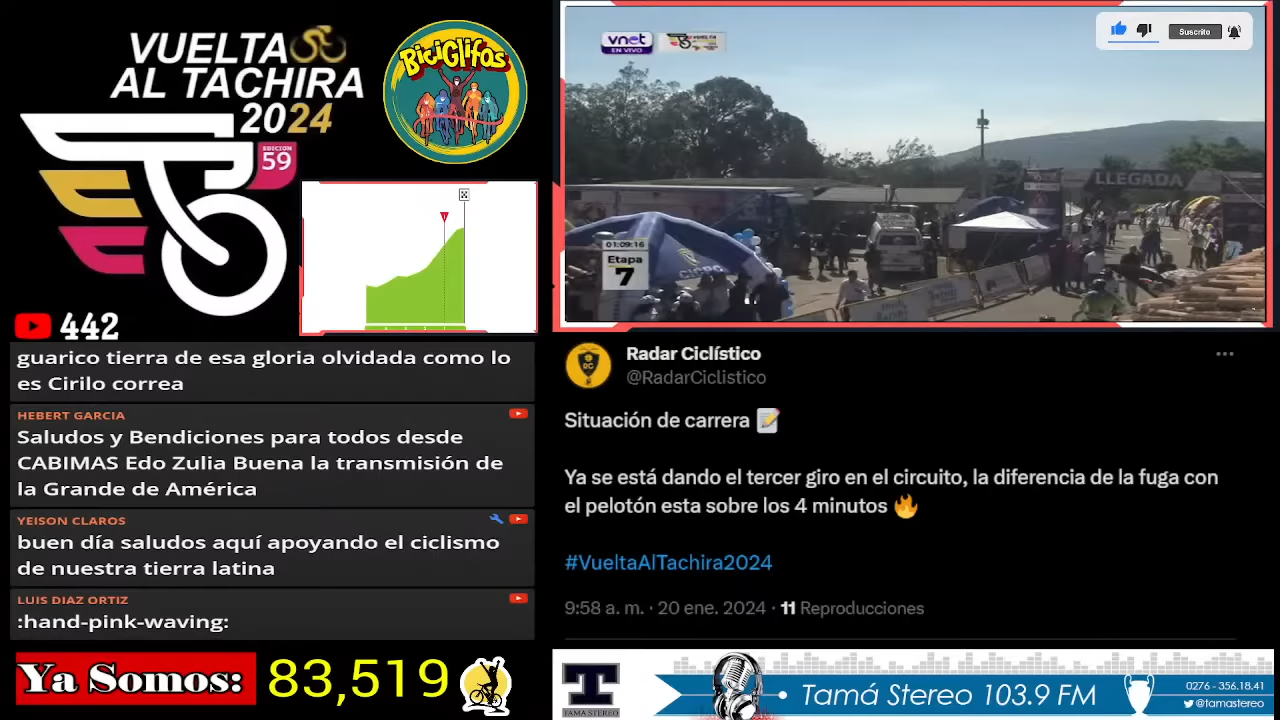 VUELTA
AL TACHIRA
2024
EDICION
59
BiciGlifos
442
guarico tierra de esa gloria olvidada como lo
es Cirilo correa
HEBERT GARCIA
Saludos y Bendiciones para todos desde
CABIMAS Edo Zulia Buena la transmisión de
la Grande de América
YEISON CLAROS
buen día saludos aquí apoyando el ciclismo
de nuestra tierra latina
LUIS DIAZ ORTIZ
:hand-pink-waving:
Ya Somos: 83,519
vnet
EN VIVO
Suscrito
LLEGADA
01:09:16
Etapa
7
RC
Radar Ciclístico
@RadarCiclistico
Situación de carrera
Ya se está dando el tercer giro en el circuito, la diferencia de la fuga con
el pelotón esta sobre los 4 minutos
#VueltaAlTachira2024
9:58 a. m. · 20 ene. 2024 · 11 Reproducciones
TAMA STEREO
Tamá Stereo 103.9 FM
0276 - 356.18.41
@tamastereo